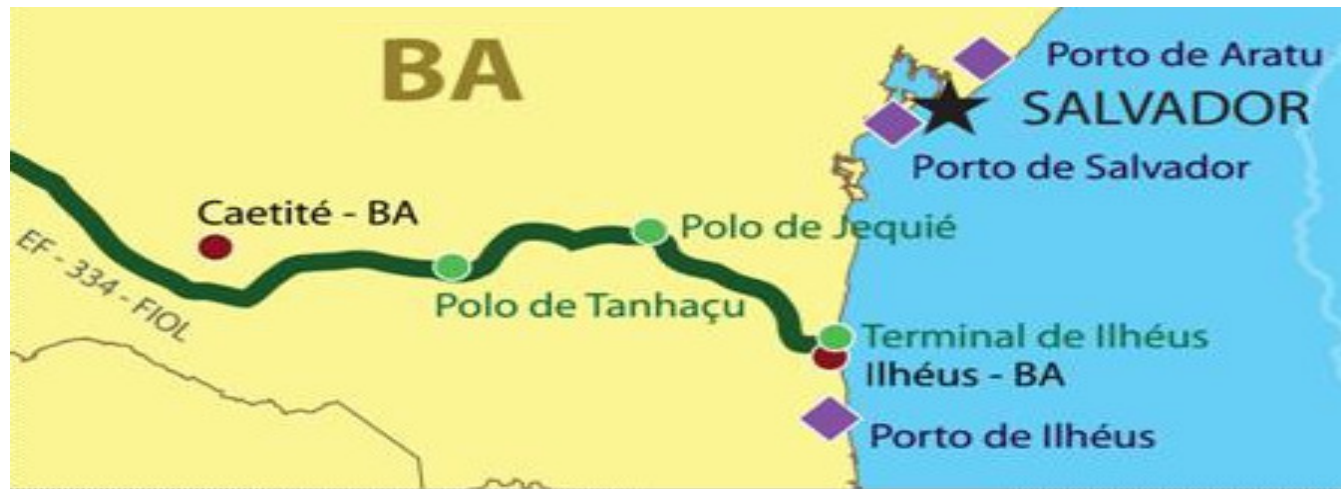 BA
Porto de Aratu
SALVADOR
Porto de Salvador
Caetité - BA
Polo de Jequié
EF - 334 - FIOL
Polo de Tanhaçu
Terminal de Ilhéus
Ilhéus - BA
Porto de Ilhéus